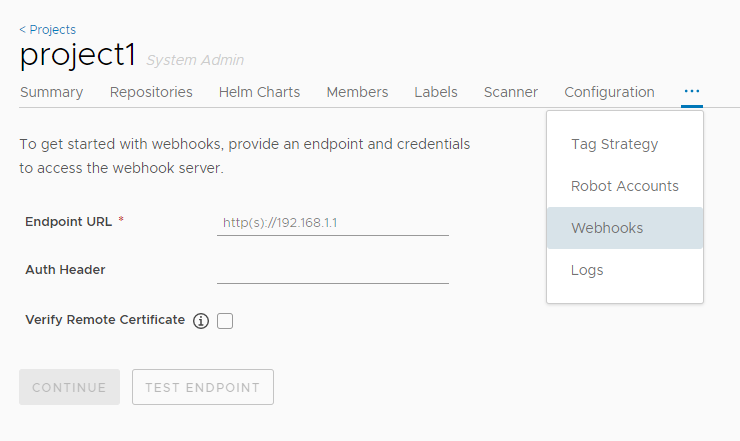 < Projects
project1 System Admin
Summary Repositories Helm Charts Members Labels Scanner Configuration ...
Tag Strategy
Robot Accounts
Webhooks
Logs
To get started with webhooks, provide an endpoint and credentials
to access the webhook server.
Endpoint URL * http(s)://192.168.1.1
Auth Header
Verify Remote Certificate
CONTINUE TEST ENDPOINT